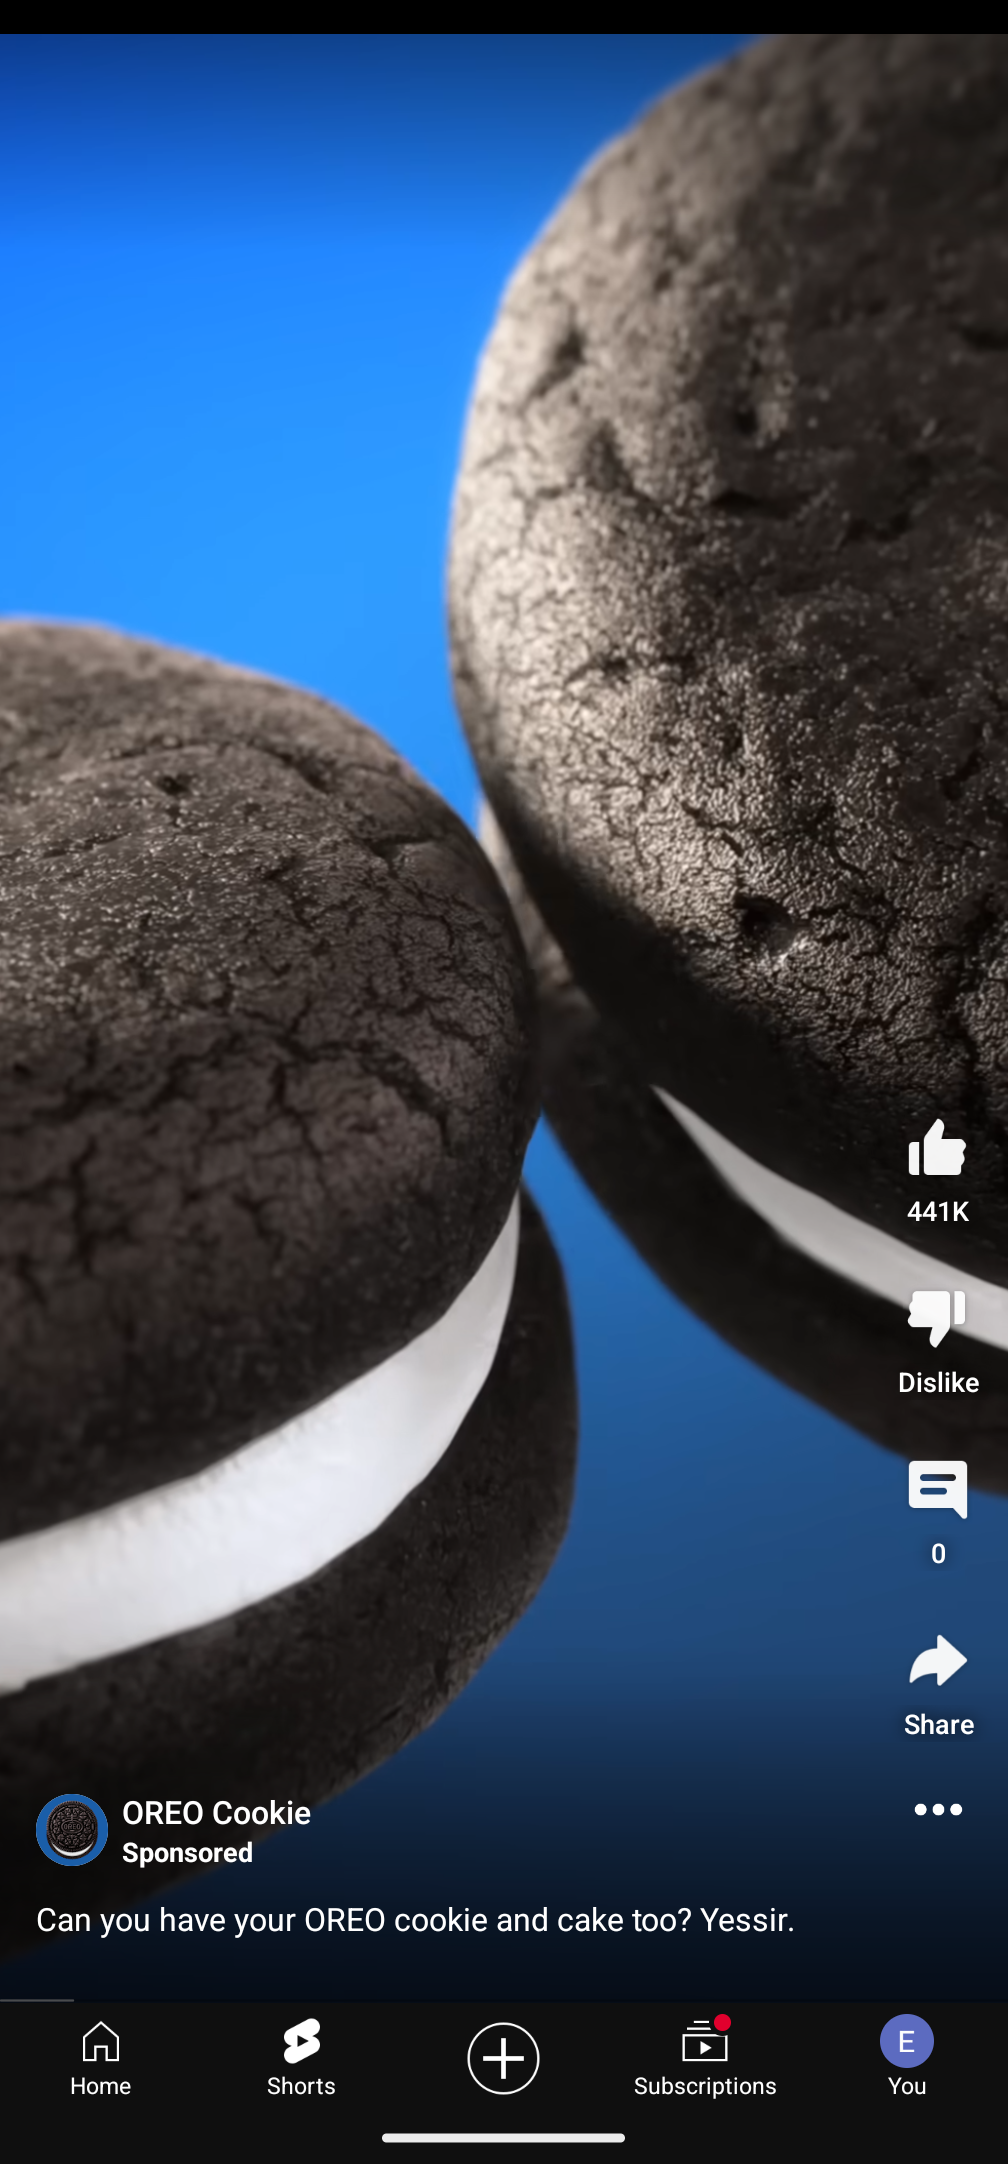 441K
Dislike
0
Share
OREO Cookie
Sponsored
Can you have your OREO cookie and cake too? Yessir.
Home
Shorts
Subscriptions
E
You